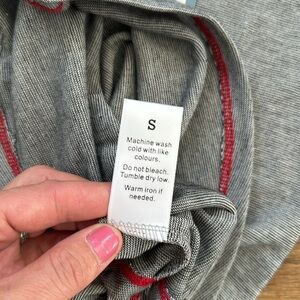 S
Machine wash
cold with like
colours.
Do not bleach.
Tumble dry low.
Warm iron if
needed.